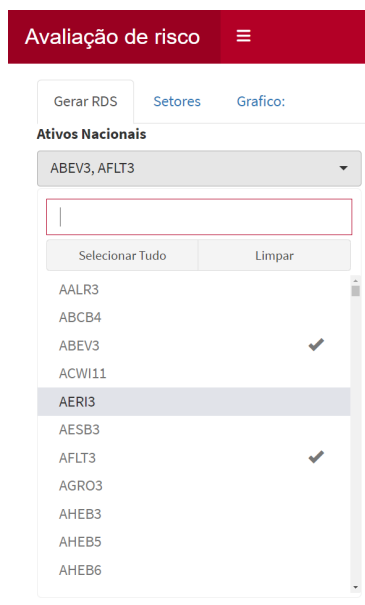 Avaliação de risco
Gerar RDS Setores Grafico:
Ativos Nacionais
ABEV3, AFLT3
Selecionar Tudo Limpar
AALR3
ABCB4
ABEV3
ACWI11
AERI3
AESB3
AFLT3
AGRO3
AHEB3
AHEB5
AHEB6